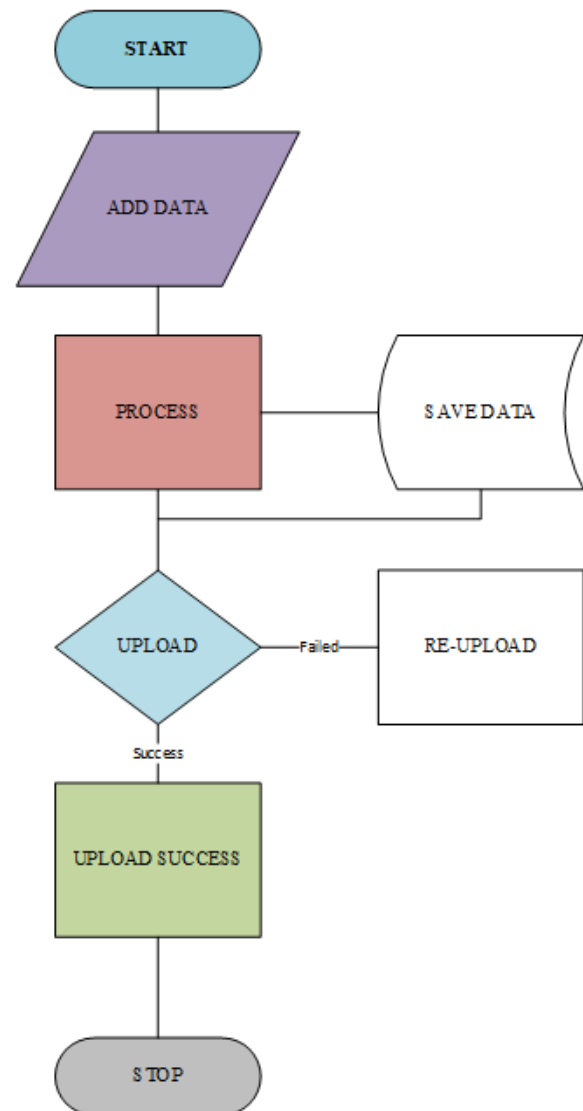 START
ADD DATA
PROCESS
SAVE DATA
UPLOAD
Failed
RE-UPLOAD
Success
UPLOAD SUCCESS
STOP